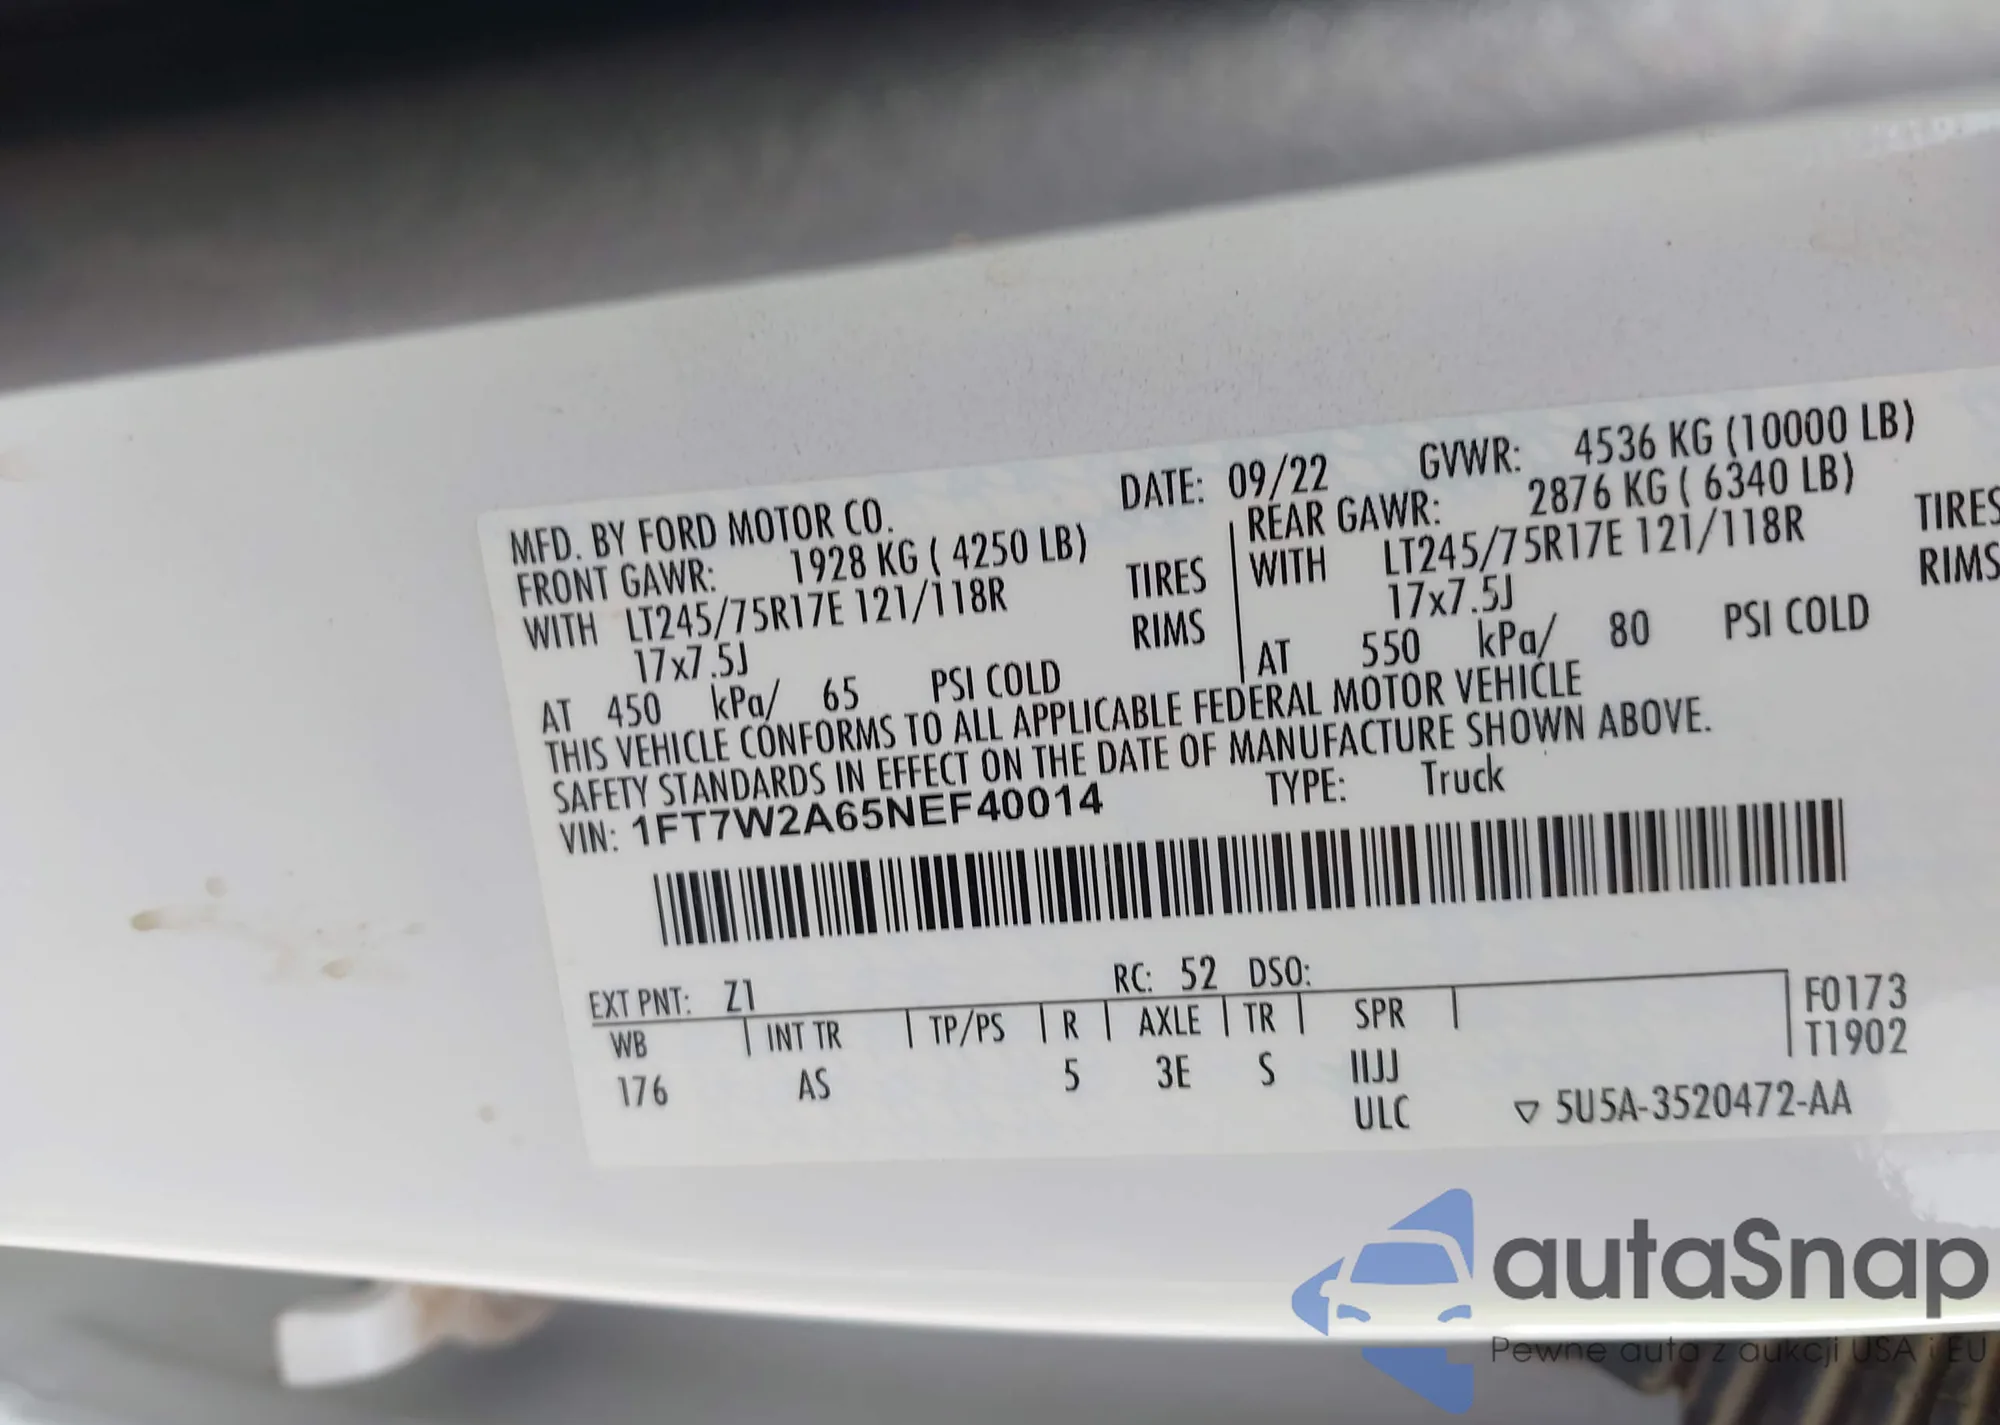 MFD. BY FORD MOTOR CO. DATE: 09/22 GVWR: 4536 KG (10000 LB)
FRONT GAWR: 1928 KG ( 4250 LB) REAR GAWR: 2876 KG ( 6340 LB)
WITH LT245/75R17E 121/118R TIRES WITH LT245/75R17E 121/118R TIRES
17x7.5J RIMS 17x7.5J RIMS
AT 450 kPa/ 65 PSI COLD AT 550 kPa/ 80 PSI COLD
THIS VEHICLE CONFORMS TO ALL APPLICABLE FEDERAL MOTOR VEHICLE
SAFETY STANDARDS IN EFFECT ON THE DATE OF MANUFACTURE SHOWN ABOVE.
VIN: 1FT7W2A65NEF40014 TYPE: Truck
EXT PNT: Z1 RC: 52 DSO:
WB INT TR TP/PS R AXLE TR SPR F0173
T1902
176 AS 5 3E S IIJJ
ULC ▽ 5U5A-3520472-AA
autaSnap
Pewne auta z aukcji USA i EU